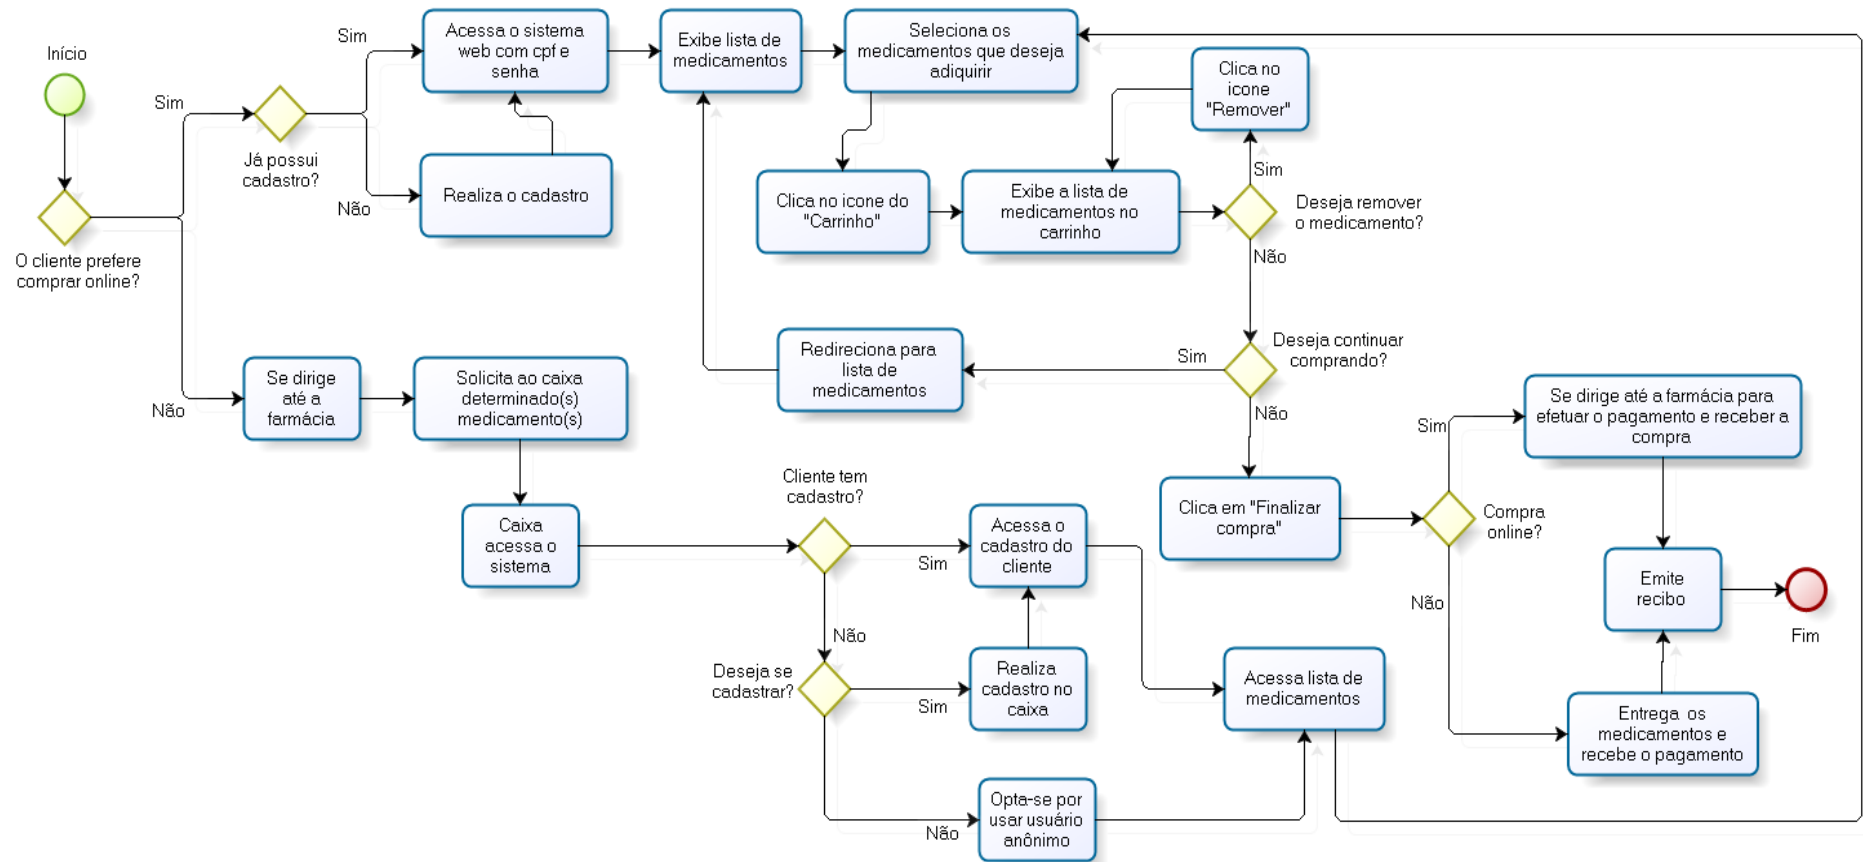 Início
O cliente prefere
comprar online?
Sim
Não
Já possui
cadastro?
Sim
Não
Acessa o sistema
web com cpf e
senha
Realiza o cadastro
Exibe lista de
medicamentos
Seleciona os
medicamentos que deseja
adiquirir
Clica no icone do
"Carrinho"
Exibe a lista de
medicamentos no
carrinho
Clica no
icone
"Remover"
Sim
Deseja remover
o medicamento?
Não
Deseja continuar
comprando?
Sim
Redireciona para
lista de
medicamentos
Não
Clica em "Finalizar
compra"
Compra
online?
Sim
Se dirige até a farmácia para
efetuar o pagamento e receber a
compra
Não
Entrega os
medicamentos e
recebe o pagamento
Emite
recibo
Fim
Se dirige
até a
farmácia
Solicita ao caixa
determinado(s)
medicamento(s)
Caixa
acessa o
sistema
Cliente tem
cadastro?
Sim
Não
Acessa o
cadastro do
cliente
Deseja se
cadastrar?
Sim
Realiza
cadastro no
caixa
Não
Opta-se por
usar usuário
anônimo
Acessa lista de
medicamentos